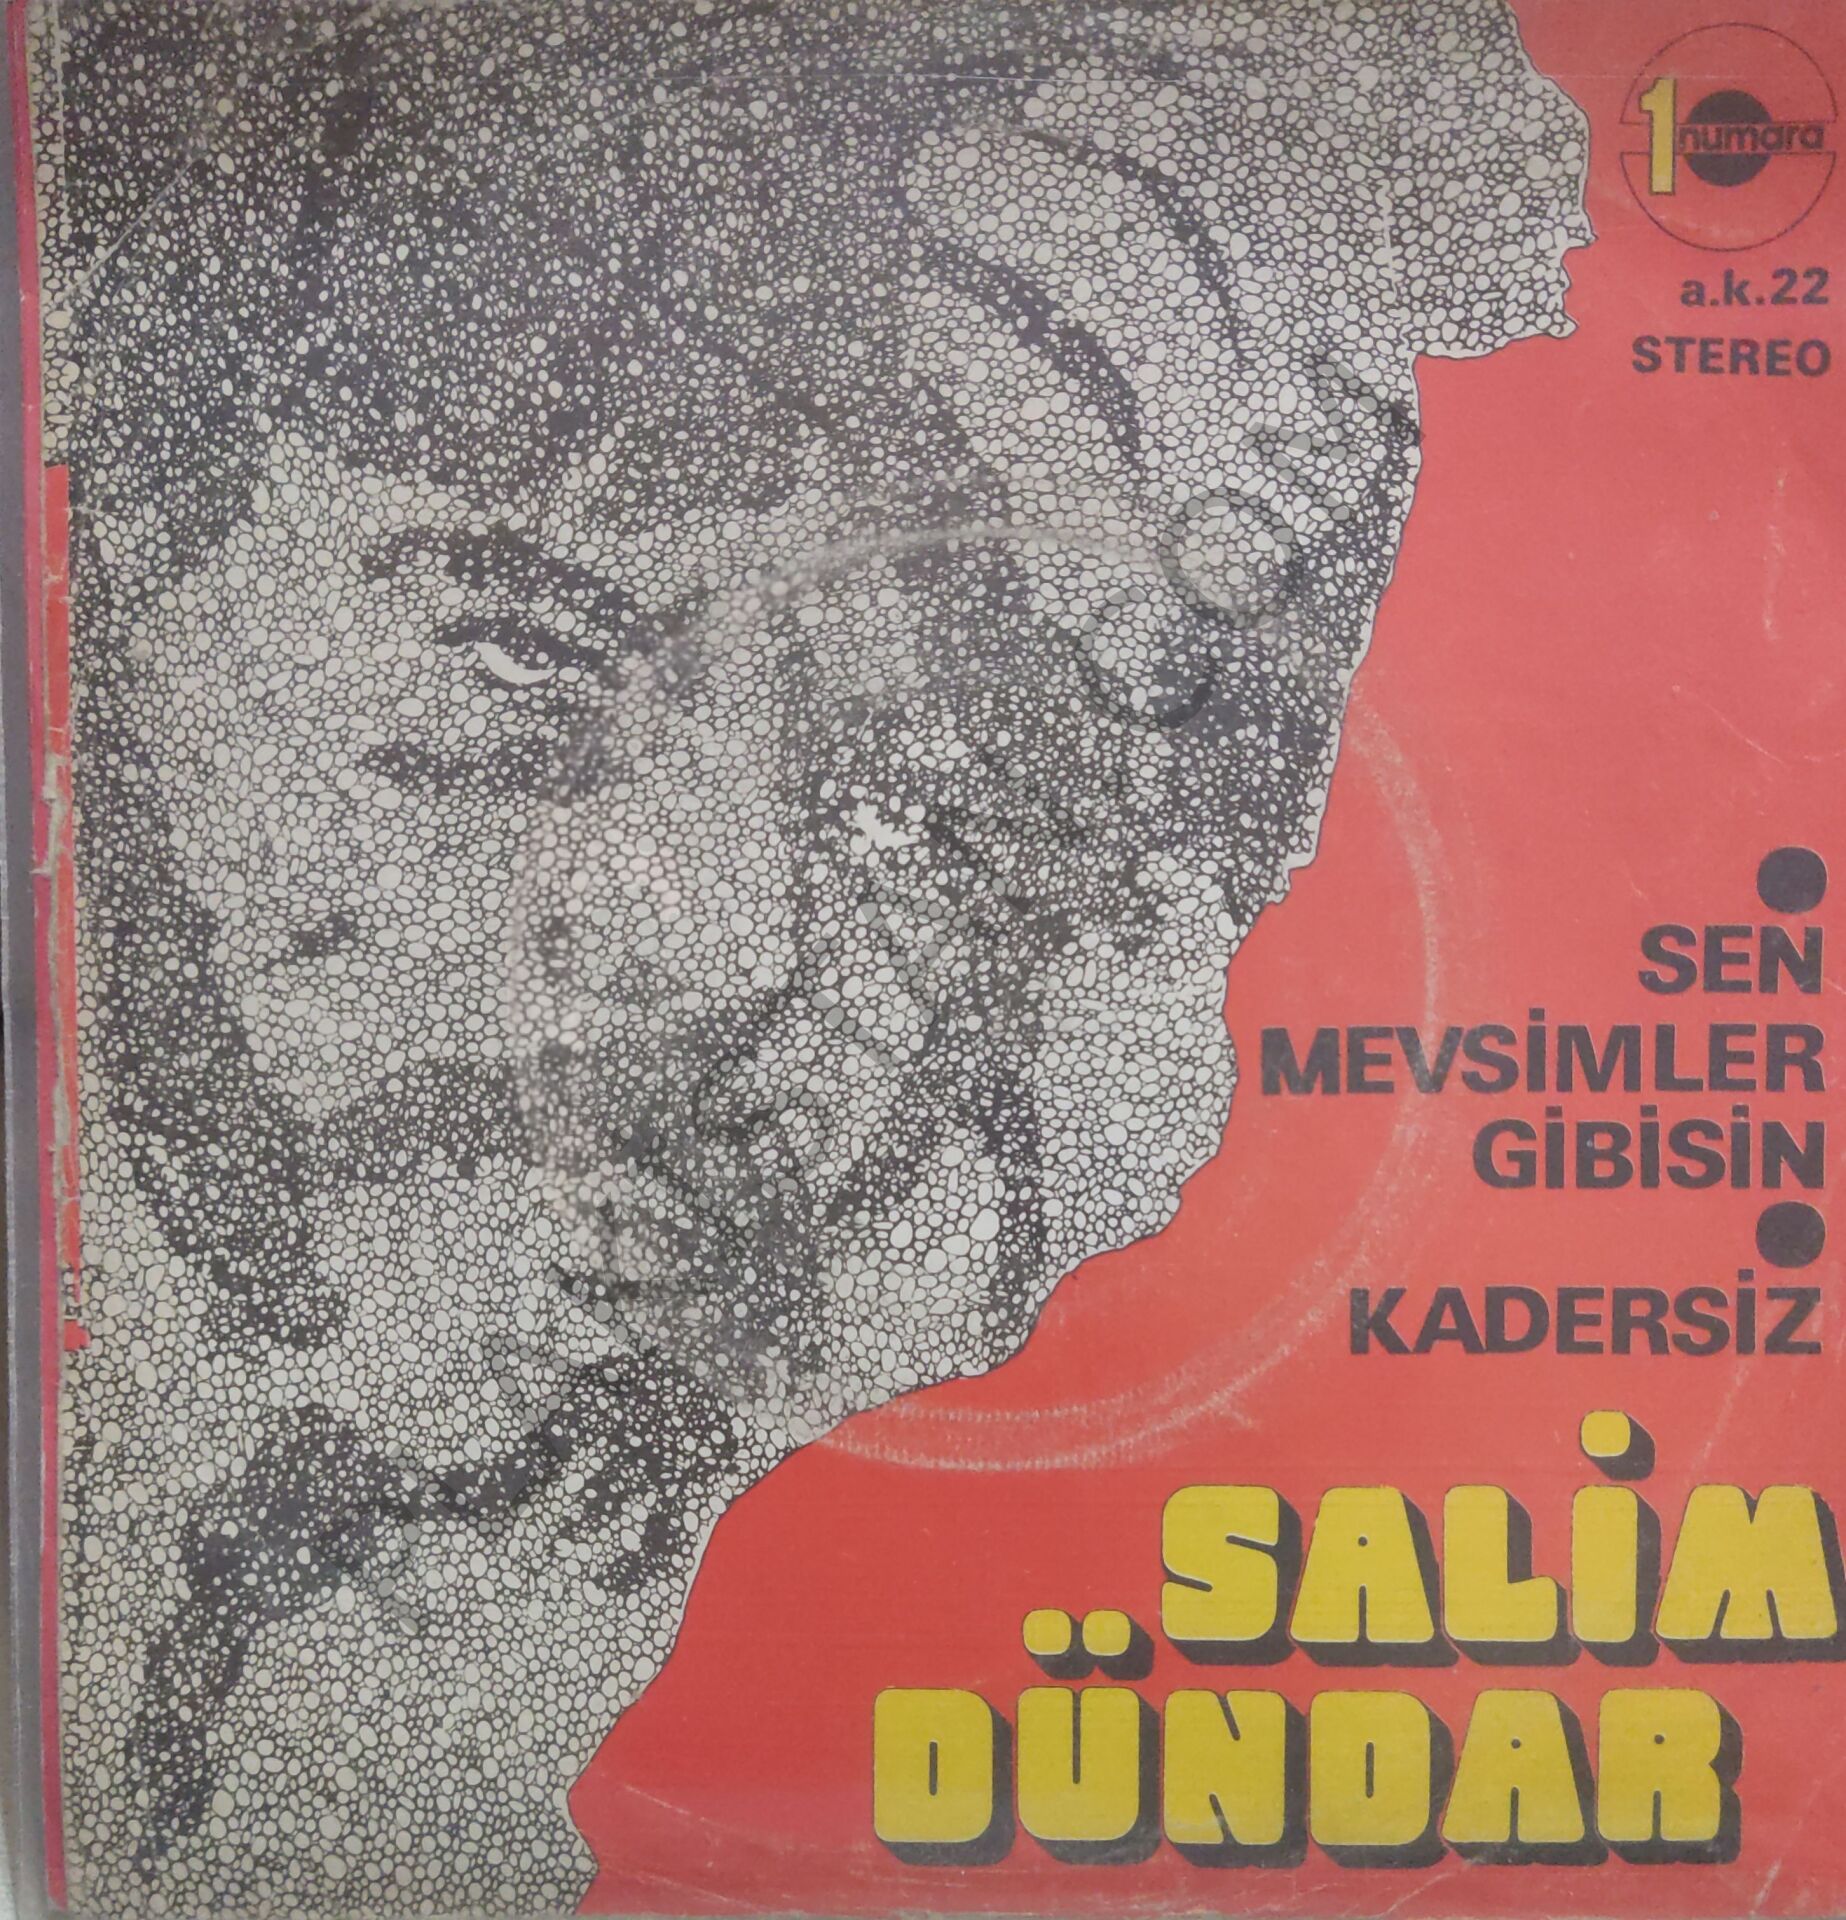 1 numara
a.k.22
STEREO
SEN
MEVSİMLER
GİBİSİN
KADERSİZ
SALİM
DÜNDAR